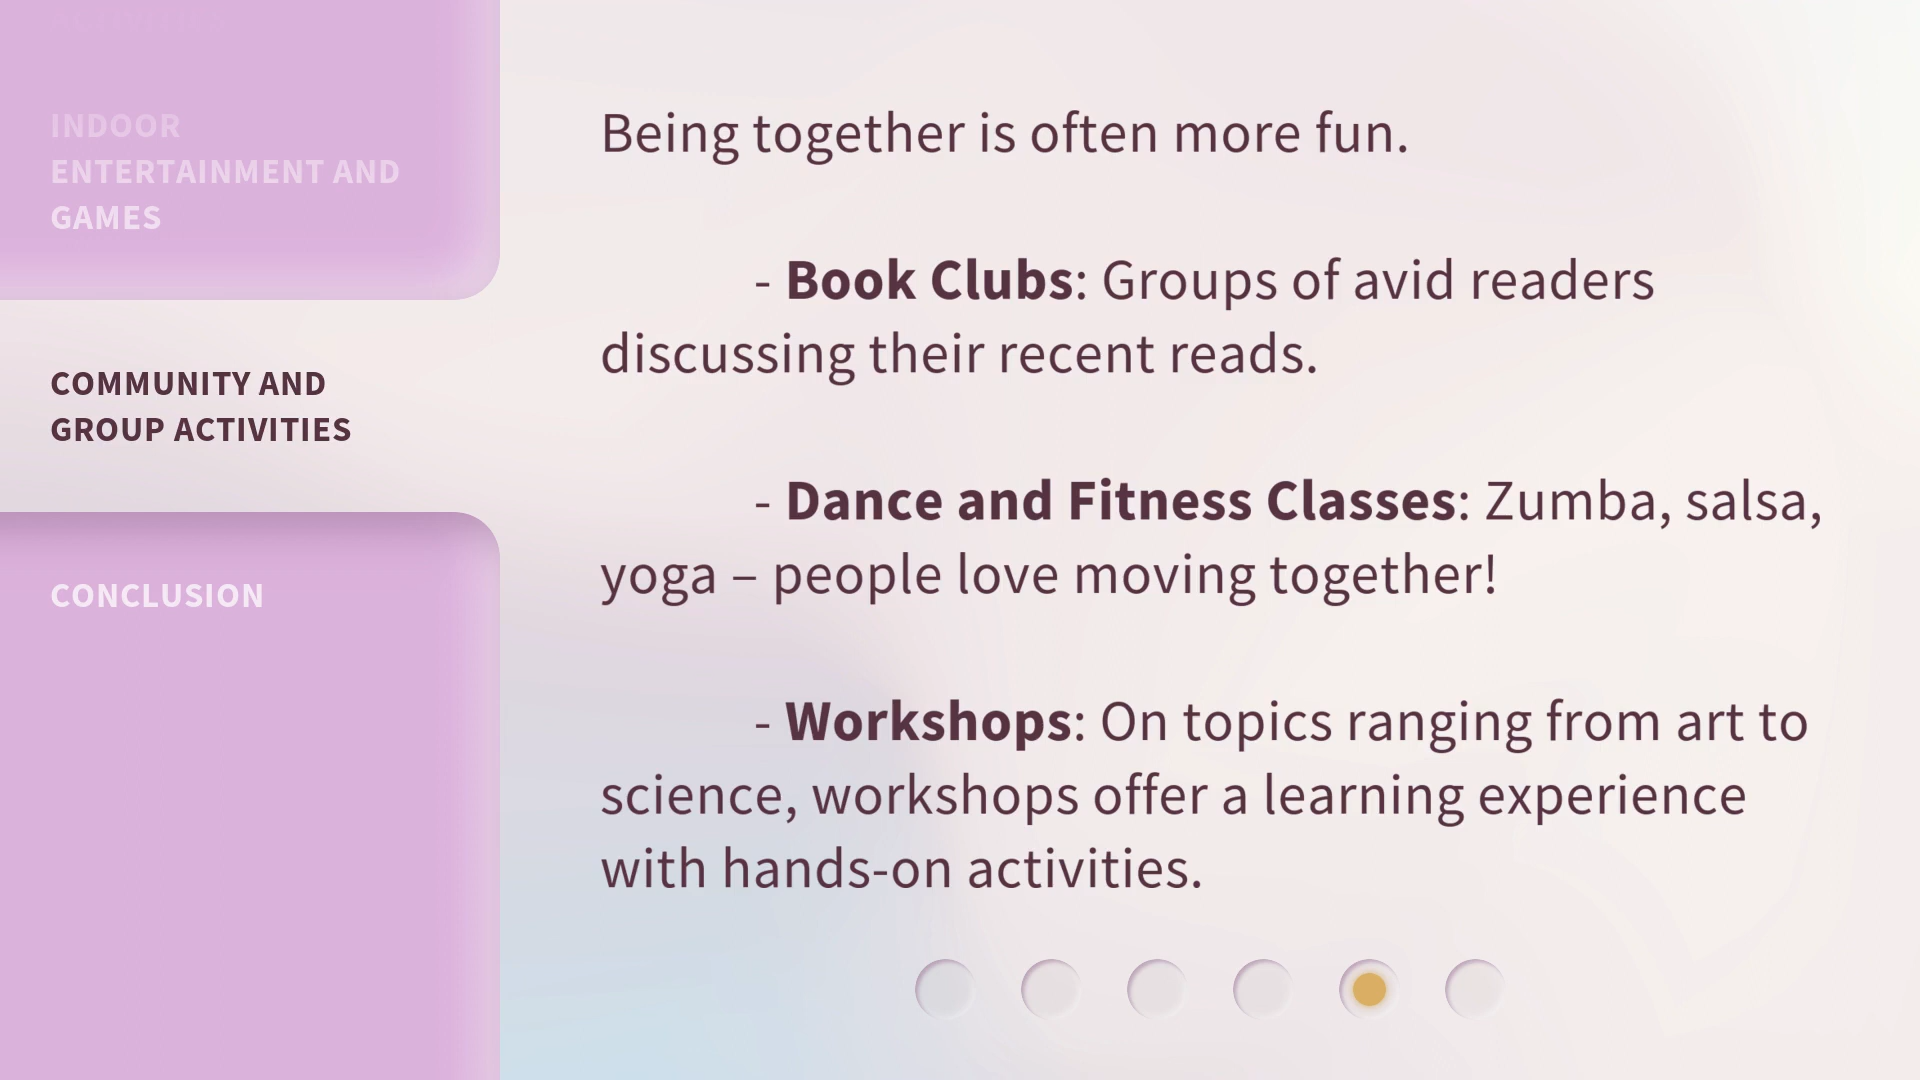 INDOOR
ENTERTAINMENT AND
GAMES
COMMUNITY AND
GROUP ACTIVITIES
CONCLUSION
Being together is often more fun.
- Book Clubs: Groups of avid readers
discussing their recent reads.
- Dance and Fitness Classes: Zumba, salsa,
yoga – people love moving together!
- Workshops: On topics ranging from art to
science, workshops offer a learning experience
with hands-on activities.